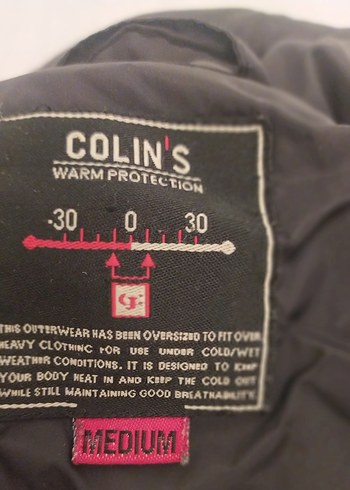 COLIN'S
WARM PROTECTION
-30 0 30
G
THIS OUTERWEAR HAS BEEN OVERSIZED TO FIT OVER
HEAVY CLOTHING FOR USE UNDER COLD/WET
WEATHER CONDITIONS. IT IS DESIGNED TO KEEP
YOUR BODY HEAT IN AND KEEP THE COLD OUT
WHILE STILL MAINTAINING GOOD BREATHABILITY.
MEDIUM